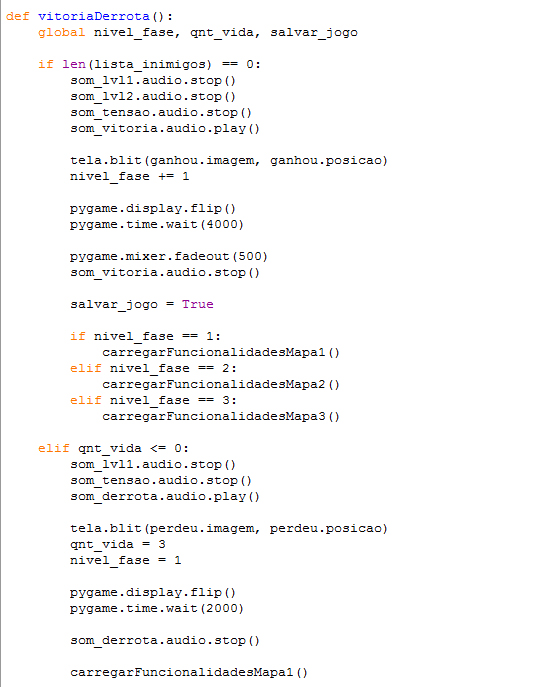 def vitoriaDerrota():
    global nivel_fase, qnt_vida, salvar_jogo

    if len(lista_inimigos) == 0:
        som_lvl1.audio.stop()
        som_lvl2.audio.stop()
        som_tensao.audio.stop()
        som_vitoria.audio.play()

        tela.blit(ganhou.imagem, ganhou.posicao)
        nivel_fase += 1

        pygame.display.flip()
        pygame.time.wait(4000)

        pygame.mixer.fadeout(500)
        som_vitoria.audio.stop()

        salvar_jogo = True

        if nivel_fase == 1:
            carregarFuncionalidadesMapa1()
        elif nivel_fase == 2:
            carregarFuncionalidadesMapa2()
        elif nivel_fase == 3:
            carregarFuncionalidadesMapa3()

    elif qnt_vida <= 0:
        som_lvl1.audio.stop()
        som_tensao.audio.stop()
        som_derrota.audio.play()

        tela.blit(perdeu.imagem, perdeu.posicao)
        qnt_vida = 3
        nivel_fase = 1

        pygame.display.flip()
        pygame.time.wait(2000)

        som_derrota.audio.stop()

        carregarFuncionalidadesMapa1()